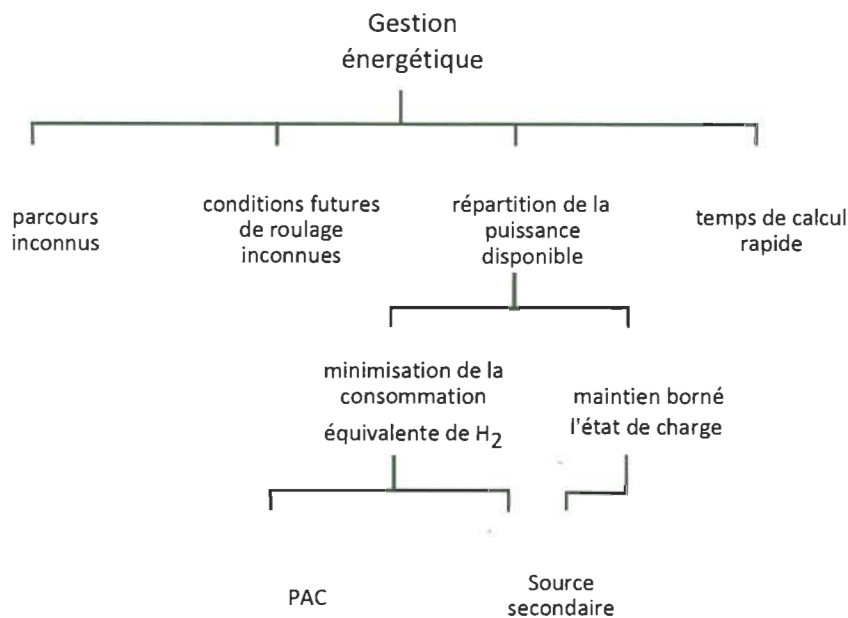 Gestion
énergétique
parcours
inconnus
conditions futures
de roulage
inconnues
répartition de la
puissance
disponible
temps de calcul
rapide
minimisation de la
consommation
équivalente de H₂
maintien borné
l'état de charge
PAC
Source
secondaire